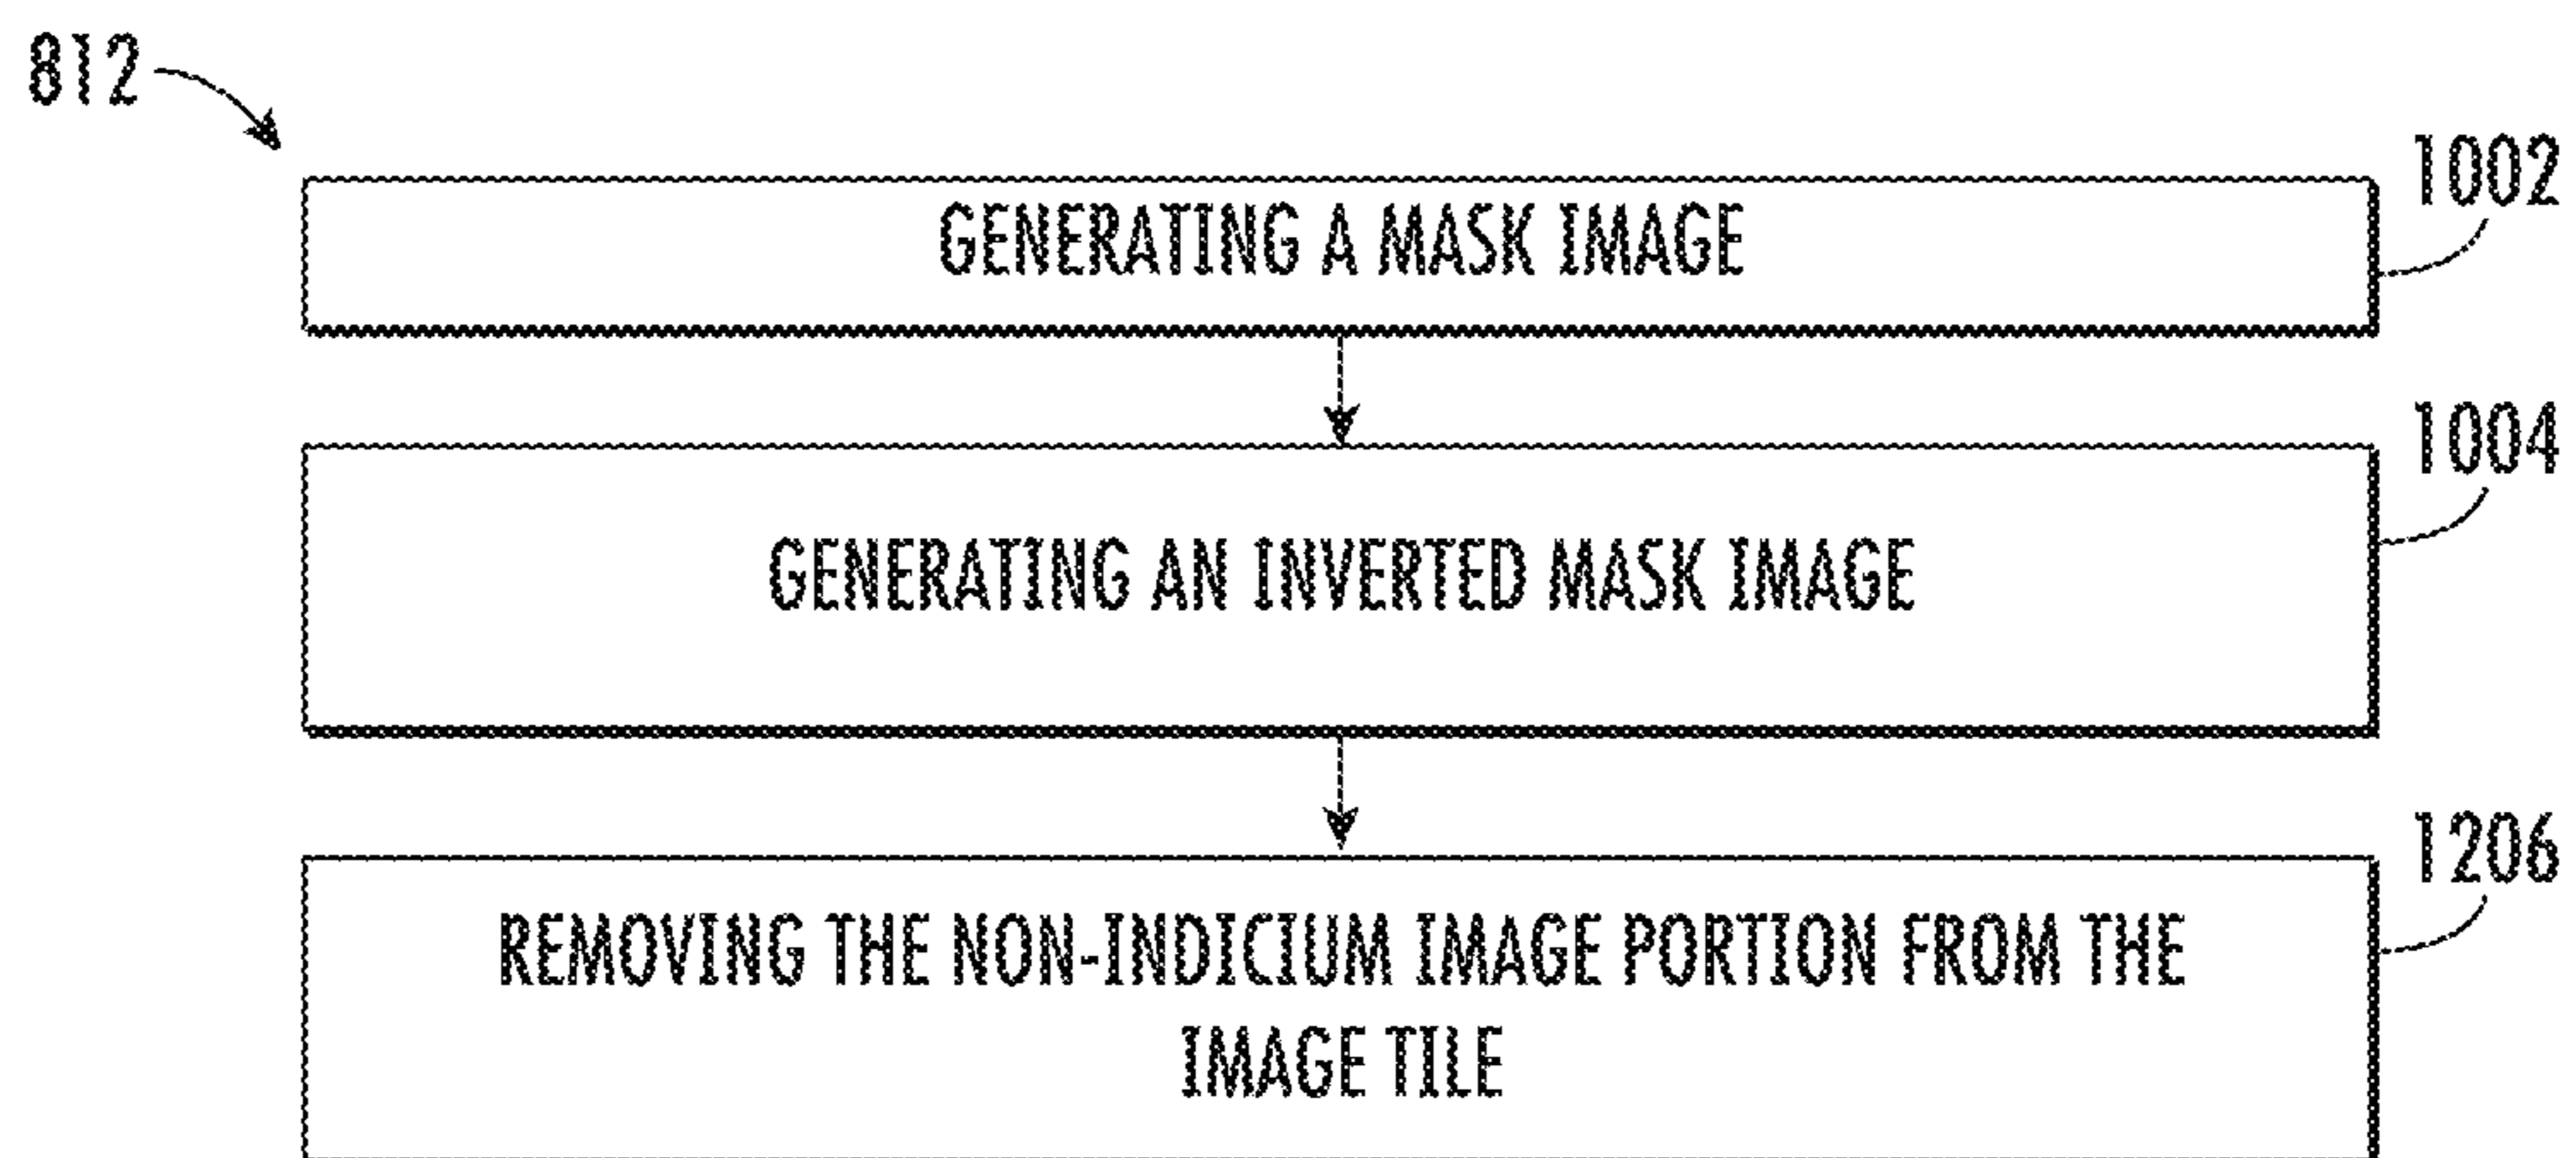 812
1002
GENERATING A MASK IMAGE
1004
GENERATING AN INVERTED MASK IMAGE
1206
REMOVING THE NON-INDICIUM IMAGE PORTION FROM THE
IMAGE TILE